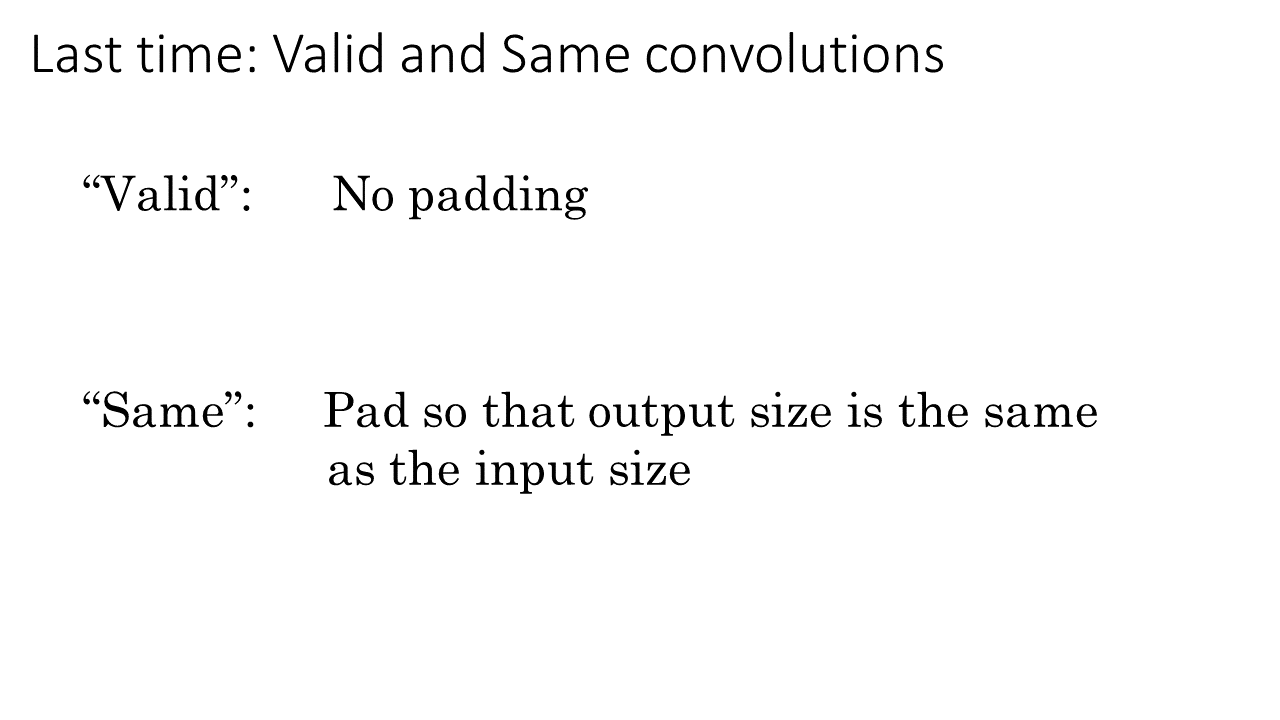 Last time: Valid and Same convolutions
“Valid”: No padding
“Same”: Pad so that output size is the same
as the input size